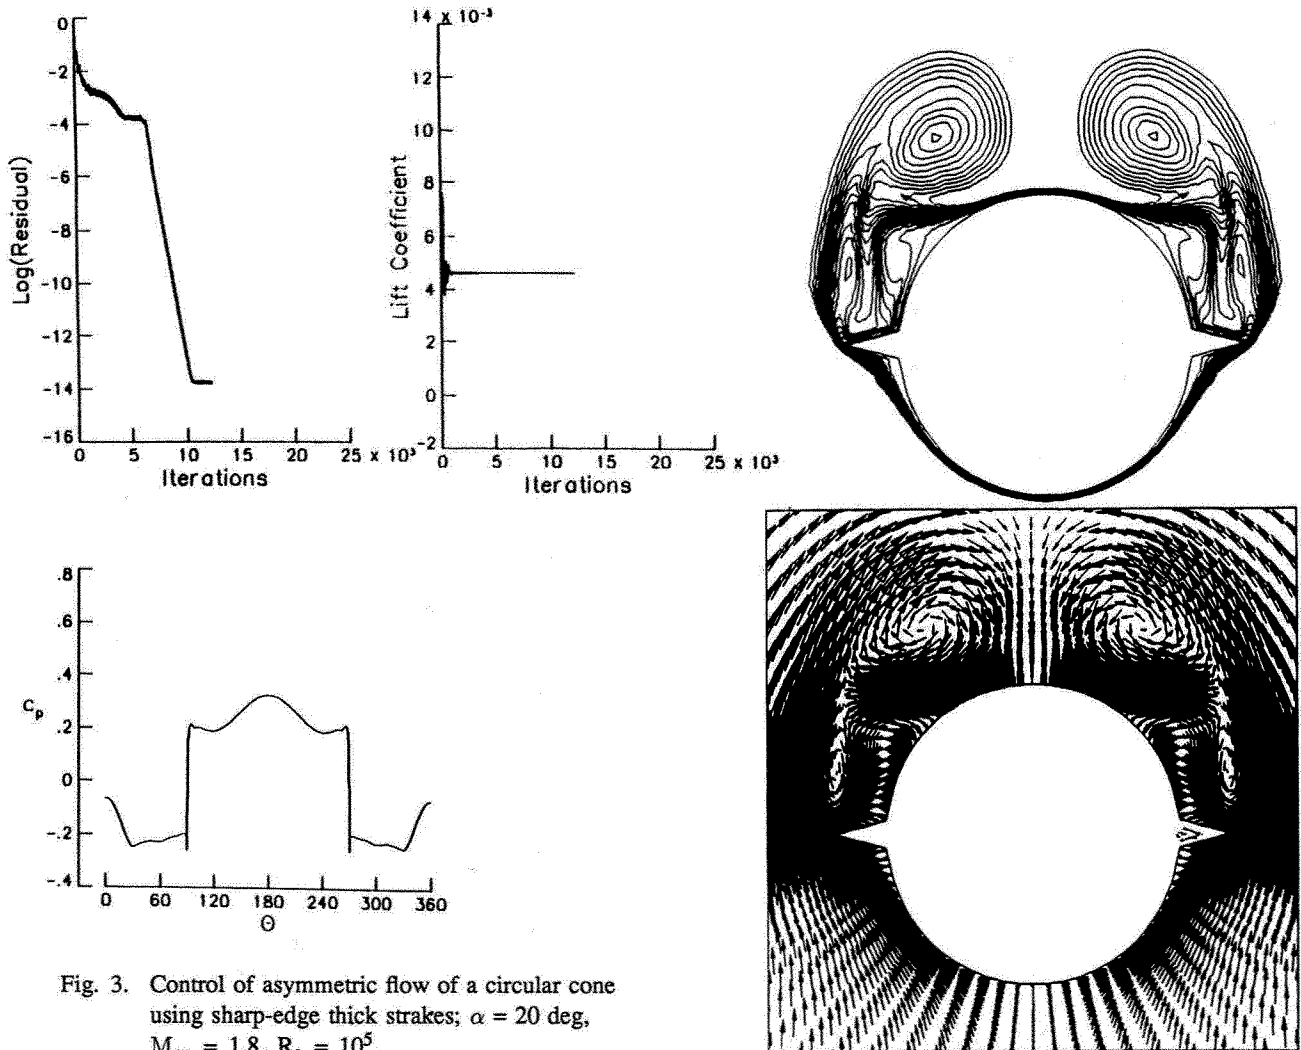 0
-2
-4
-6
-8
-10
-12
-14
-16
Log(Residual)
0 5 10 15 20 25 x 10³
Iterations
14 x 10⁻³
12
10
8
6
4
2
0
-2
Lift Coefficient
0 5 10 15 20 25 x 10³
Iterations
.8
.6
.4
.2
0
-.2
-.4
Cₚ
0 60 120 180 240 300 360
Θ
Fig. 3. Control of asymmetric flow of a circular cone
using sharp-edge thick strakes; α = 20 deg,
= 1.8, = 10⁵